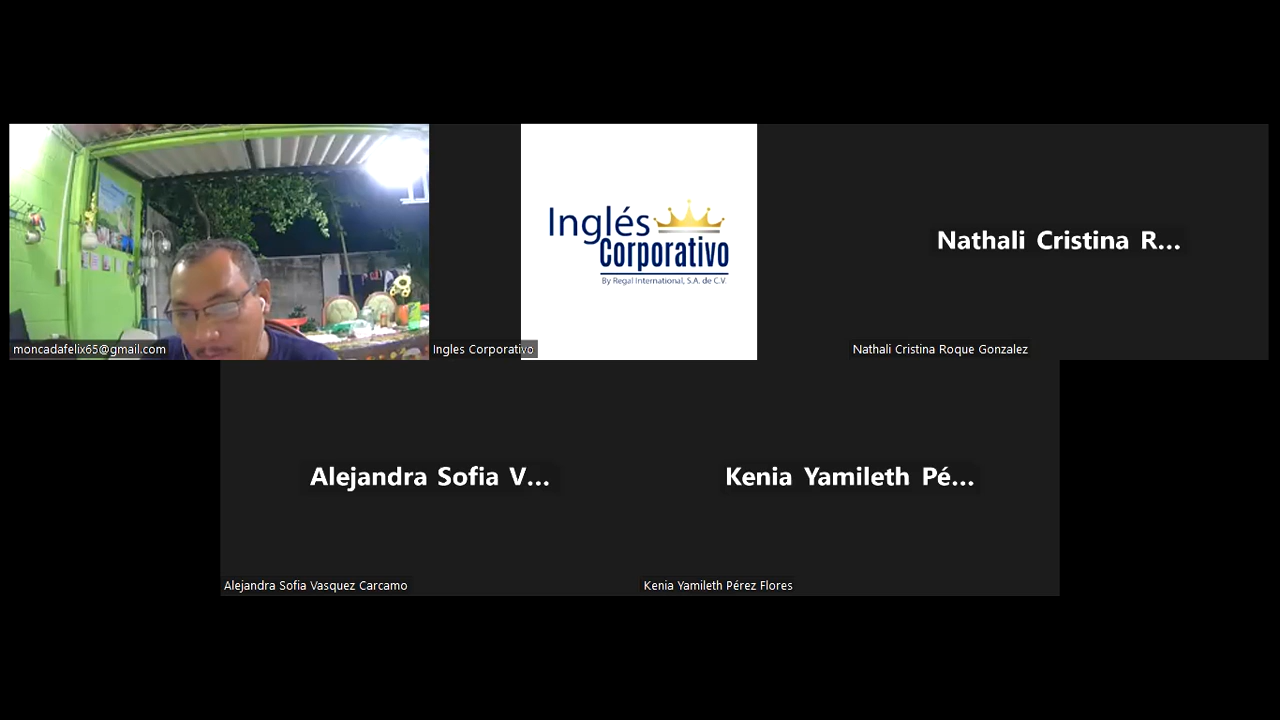 Inglés
Corporativo
By Regal International, S.A. de C.V.
Nathali Cristina R...
moncadafelix65@gmail.com
Ingles Corporativo
Nathali Cristina Roque Gonzalez
Alejandra Sofia V...
Kenia Yamileth Pé...
Alejandra Sofia Vasquez Carcamo
Kenia Yamileth Pérez Flores